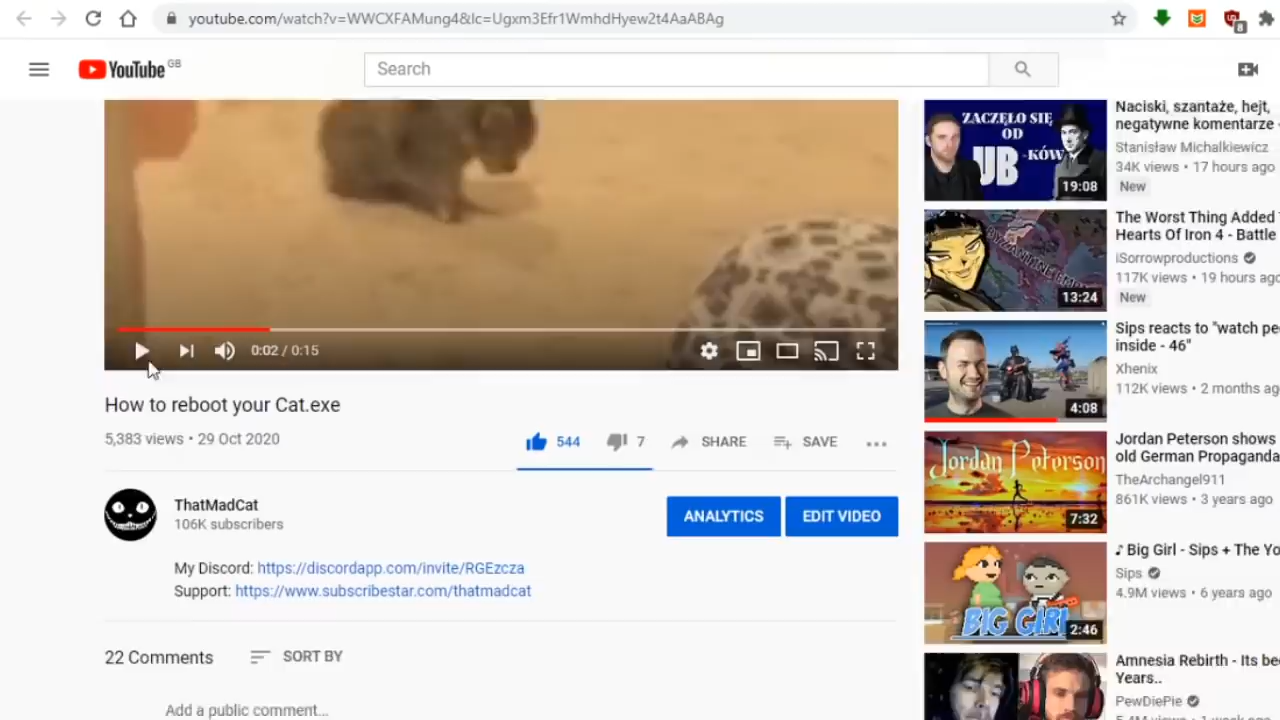 youtube.com/watch?v=WWCXFAMung4&lc=Ugxm3Efr1WmhdHyew2t4AaABAg
8
YouTube GB
Search
0:02 / 0:15
How to reboot your Cat.exe
5,383 views • 29 Oct 2020
544
7
SHARE
SAVE
ThatMadCat
106K subscribers
ANALYTICS
EDIT VIDEO
My Discord: https://discordapp.com/invite/RGEzcza
Support: https://www.subscribestar.com/thatmadcat
22 Comments
SORT BY
Add a public comment...
ZACZĘŁO SIĘ
OD
UB-KÓW
19:08
Naciski, szantaże, hejt,
negatywne komentarze -
Stanisław Michalkiewicz
34K views • 17 hours ago
New
BYZANTINE EMPI
13:24
The Worst Thing Added
Hearts Of Iron 4 - Battle
iSorrowproductions
117K views • 19 hours ago
New
4:08
Sips reacts to "watch pe
inside - 46"
Xhenix
112K views • 2 months ag
Jordan Peterson
7:32
Jordan Peterson shows
old German Propaganda
TheArchangel911
861K views • 3 years ago
BIG GIRL
2:46
♪ Big Girl - Sips + The Yo
Sips
4.9M views • 6 years ago
Amnesia Rebirth - Its be
Years..
PewDiePie